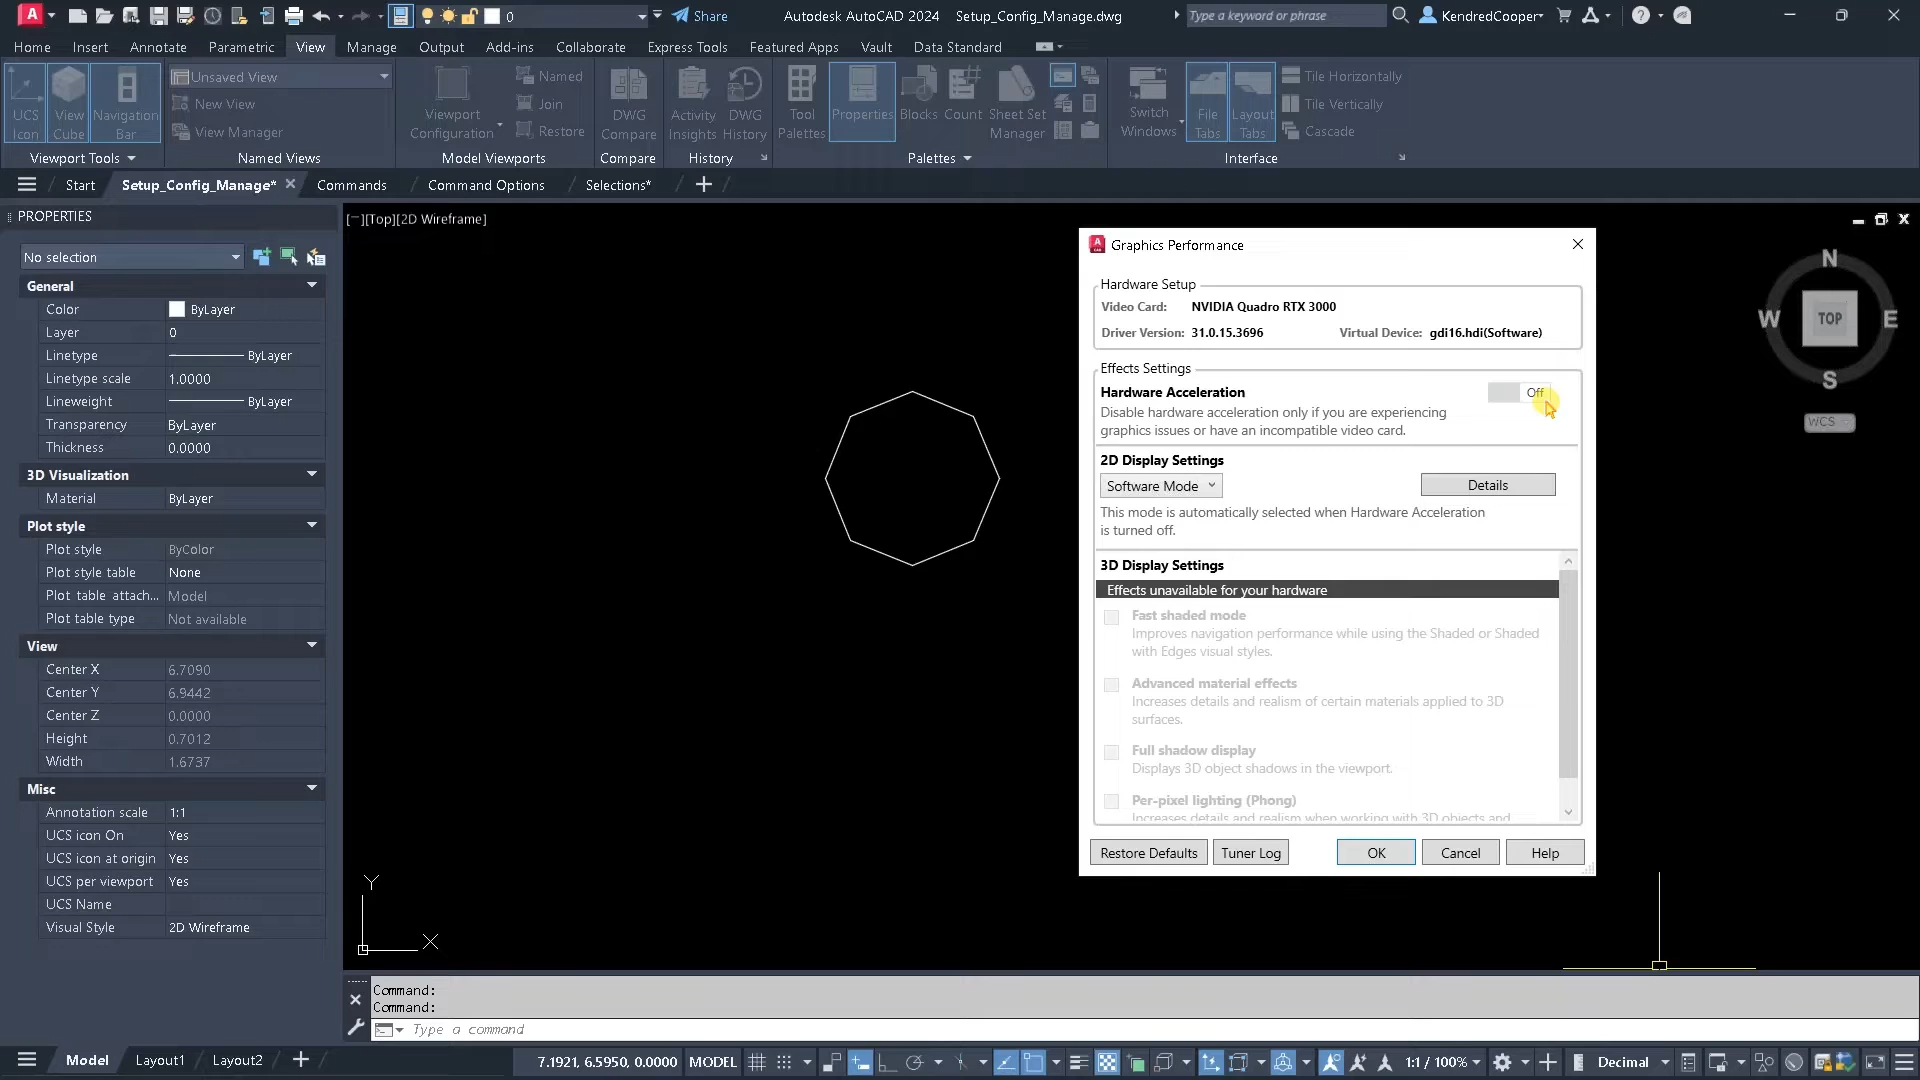 A
0
Share
Autodesk AutoCAD 2024
Setup_Config_Manage.dwg
Type a keyword or phrase
KendredCooper
Home Insert Annotate Parametric View Manage Output Add-ins Collaborate Express Tools Featured Apps Vault Data Standard
UCS
Icon
View
Cube
Navigation
Bar
Viewport Tools
Unsaved View
New View
View Manager
Named Views
Viewport
Configuration
Named
Join
Restore
Model Viewports
DWG
Compare
Compare
Activity
Insights
DWG
History
History
Tool
Palettes
Properties
Blocks
Count
Sheet Set
Manager
Palettes
Switch
Windows
File
Tabs
Layout
Tabs
Tile Horizontally
Tile Vertically
Cascade
Interface
Start
Setup_Config_Manage*
Commands
Command Options
Selections*
PROPERTIES
No selection
General
Color ByLayer
Layer 0
Linetype ByLayer
Linetype scale 1.0000
Lineweight ByLayer
Transparency ByLayer
Thickness 0.0000
3D Visualization
Material ByLayer
Plot style
Plot style ByColor
Plot style table None
Plot table attach... Model
Plot table type Not available
View
Center X 6.7090
Center Y 6.9442
Center Z 0.0000
Height 0.7012
Width 1.6737
Misc
Annotation scale 1:1
UCS icon On Yes
UCS icon at origin Yes
UCS per viewport Yes
UCS Name
Visual Style 2D Wireframe
[−][Top][2D Wireframe]
Y
X
N
W TOP E
S
WCS
Graphics Performance
Hardware Setup
Video Card: NVIDIA Quadro RTX 3000
Driver Version: 31.0.15.3696 Virtual Device: gdi16.hdi(Software)
Effects Settings
Hardware Acceleration Off
Disable hardware acceleration only if you are experiencing
graphics issues or have an incompatible video card.
2D Display Settings
Software Mode Details
This mode is automatically selected when Hardware Acceleration
is turned off.
3D Display Settings
Effects unavailable for your hardware
Fast shaded mode
Improves navigation performance while using the Shaded or Shaded
with Edges visual styles.
Advanced material effects
Increases details and realism of certain materials applied to 3D
surfaces.
Full shadow display
Displays 3D object shadows in the viewport.
Per-pixel lighting (Phong)
Increases details and realism when working with 3D objects and
Restore Defaults Tuner Log OK Cancel Help
Command:
Command:
Type a command
Model Layout1 Layout2
7.1921, 6.5950, 0.0000 MODEL 1:1 / 100% Decimal